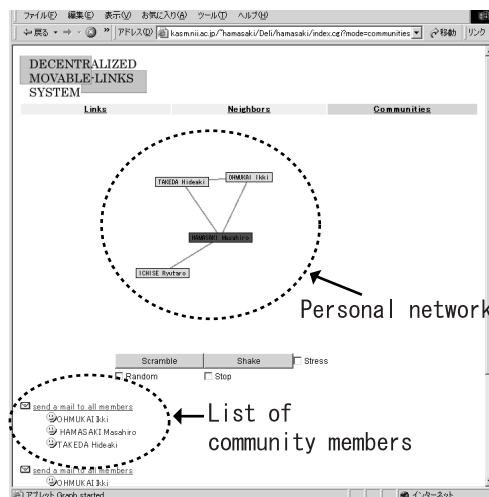 ファイル(F) 編集(E) 表示(V) お気に入り(A) ツール(T) ヘルプ(H)
戻る アドレス(D) kasm.nii.ac.jp/~hamasaki/Deli/hamasaki/index.cgi?mode=communities 移動 リンク
DECENTRALIZED
MOVABLE-LINKS
SYSTEM
Links Neighbors Communities
TAKEDA Hideaki OHMUKAI Ikki
HAMASAKI Masahiro
ICHISE Ryutaro
Personal network
Scramble Shake Stress
Random Stop
send a mail to all members
OHMUKAI Ikki
HAMASAKI Masahiro
TAKEDA Hideaki
List of
community members
send a mail to all members
OHMUKAI Ikki
アプレット Graph started インターネット